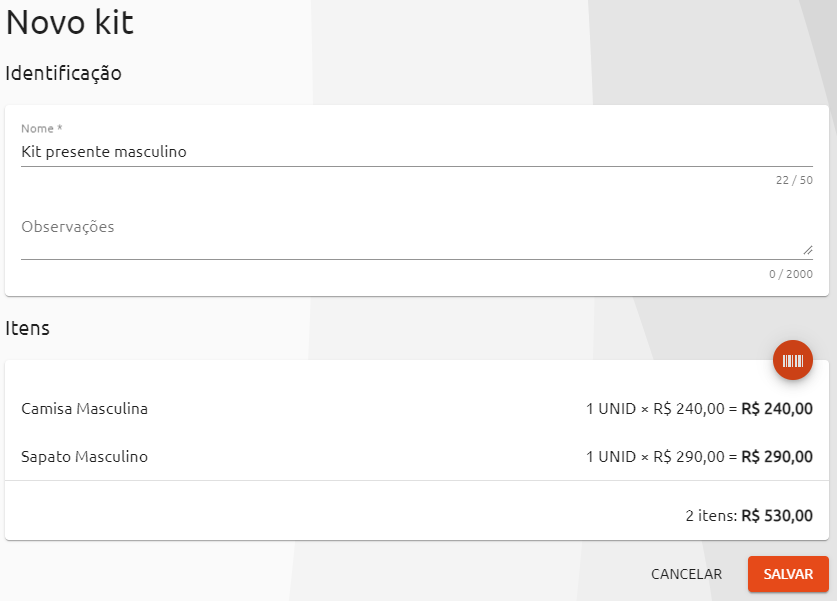 Novo kit
Identificação
Nome *
Kit presente masculino
22 / 50
Observações
0 / 2000
Itens
Camisa Masculina 1 UNID × R$ 240,00 = R$ 240,00
Sapato Masculino 1 UNID × R$ 290,00 = R$ 290,00
2 itens: R$ 530,00
CANCELAR SALVAR